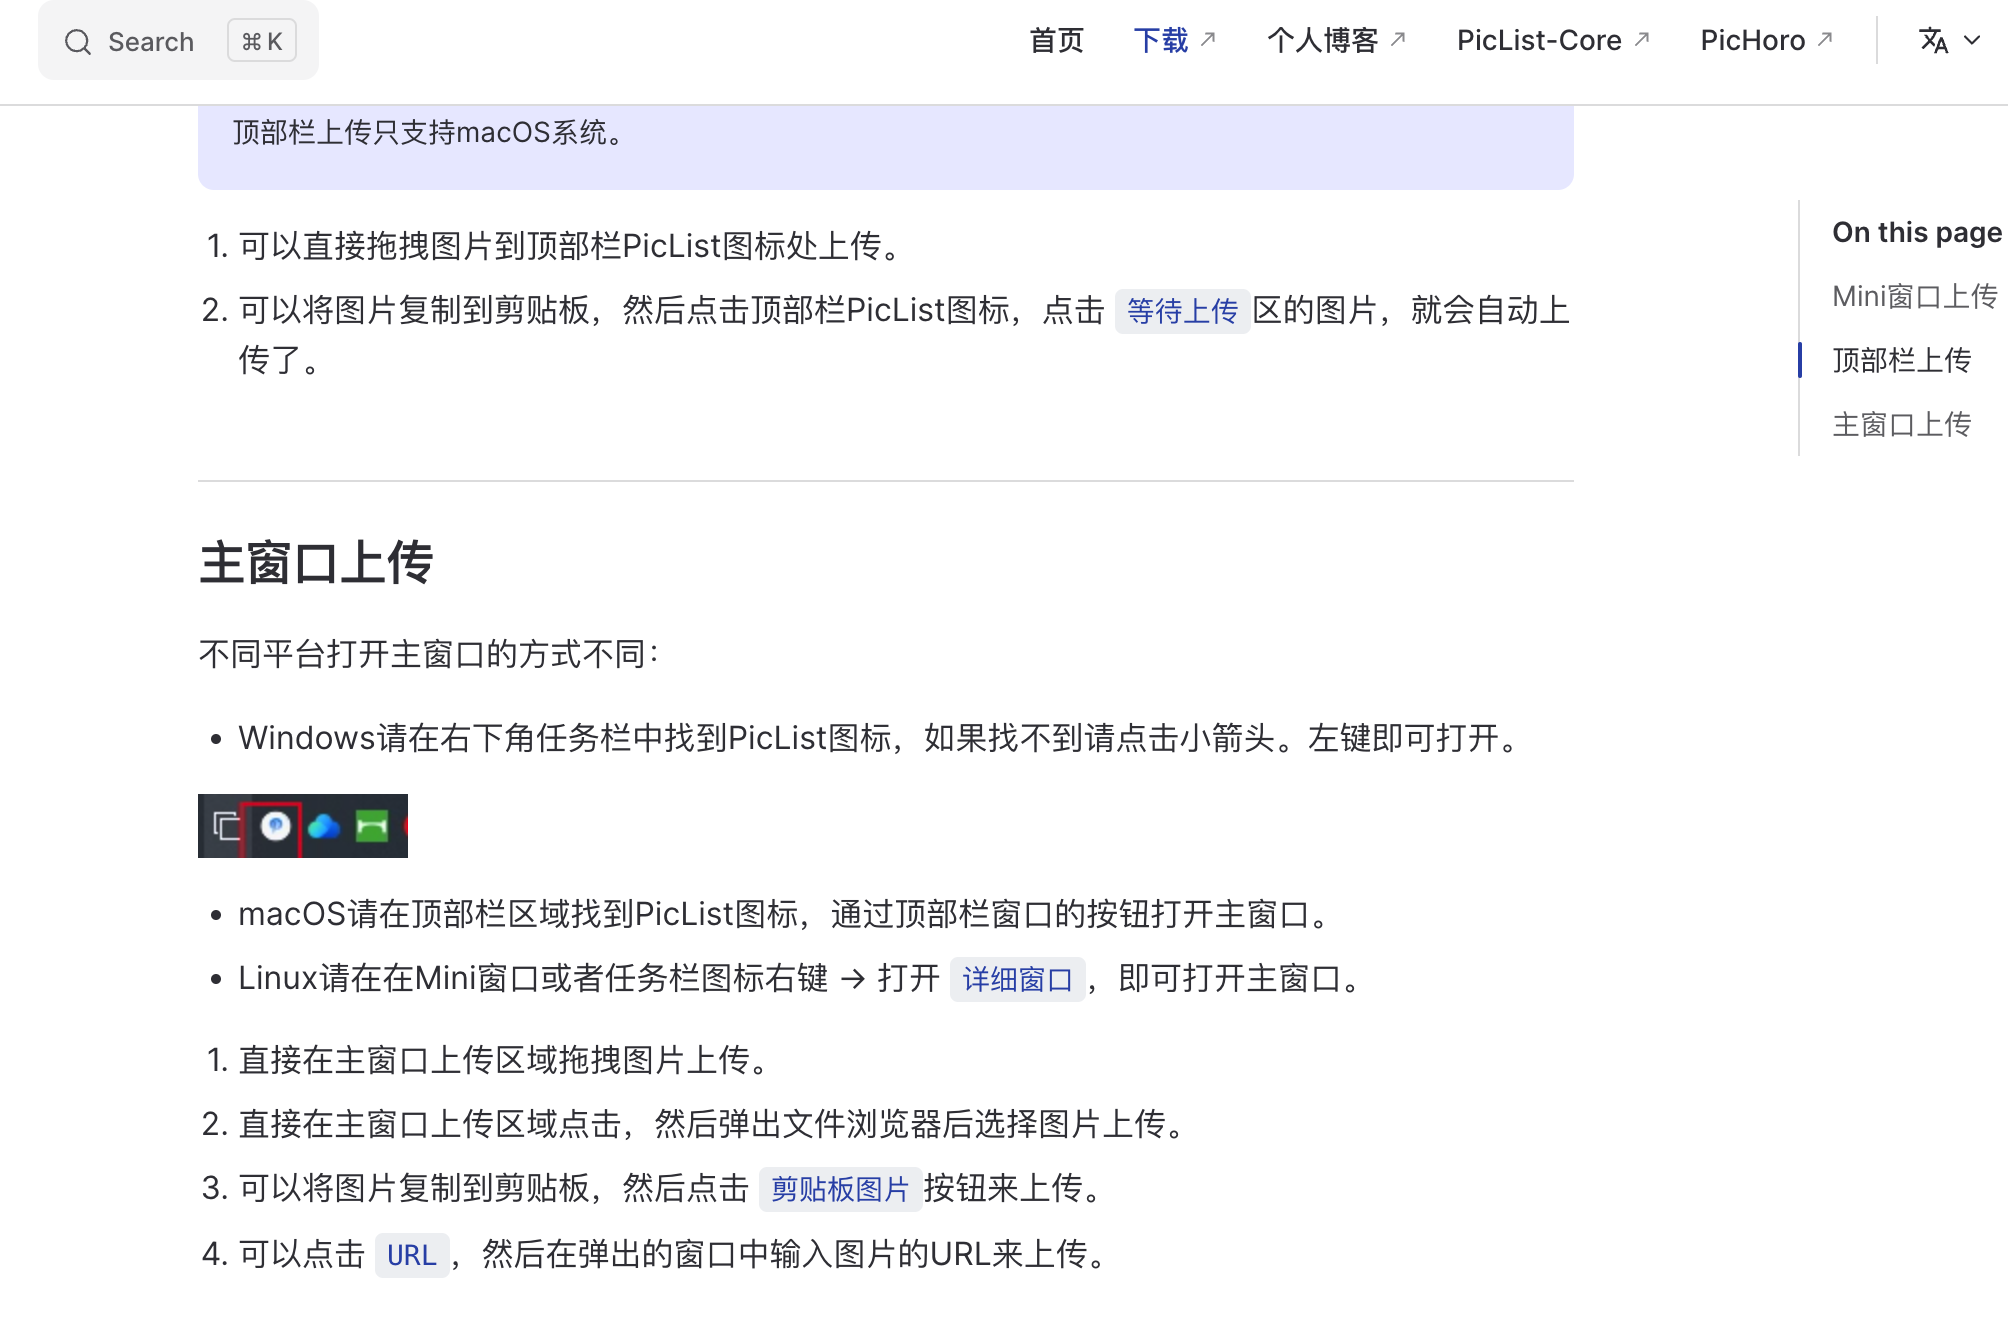 Search ⌘ K
首页 下载 个人博客 PicList-Core PicHoro
顶部栏上传只支持macOS系统。
1. 可以直接拖拽图片到顶部栏PicList图标处上传。
2. 可以将图片复制到剪贴板，然后点击顶部栏PicList图标，点击 等待上传 区的图片，就会自动上
传了。
主窗口上传
不同平台打开主窗口的方式不同：
• Windows请在右下角任务栏中找到PicList图标，如果找不到请点击小箭头。左键即可打开。
• macOS请在顶部栏区域找到PicList图标，通过顶部栏窗口的按钮打开主窗口。
• Linux请在在Mini窗口或者任务栏图标右键 → 打开 详细窗口，即可打开主窗口。
1. 直接在主窗口上传区域拖拽图片上传。
2. 直接在主窗口上传区域点击，然后弹出文件浏览器后选择图片上传。
3. 可以将图片复制到剪贴板，然后点击 剪贴板图片 按钮来上传。
4. 可以点击 URL，然后在弹出的窗口中输入图片的URL来上传。
On this page
Mini窗口上传
顶部栏上传
主窗口上传